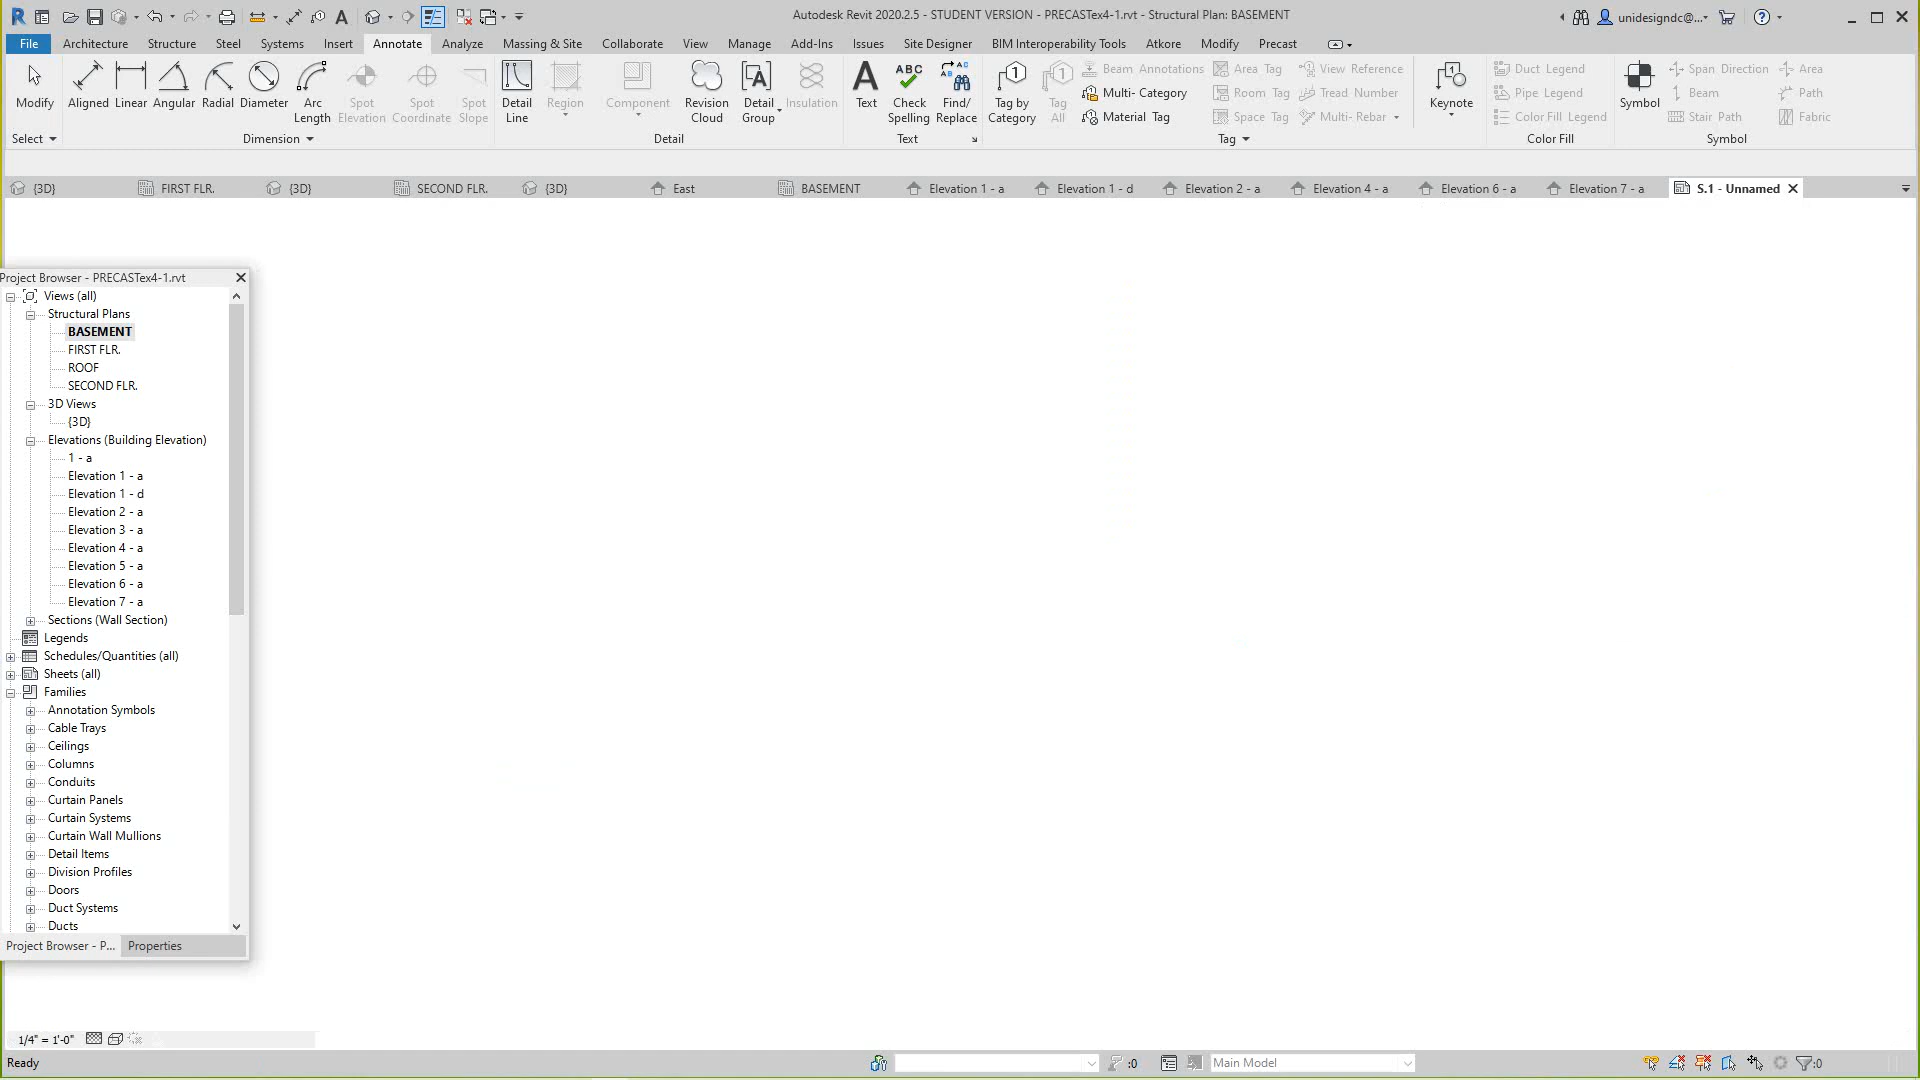 Autodesk Revit 2020.2.5 - STUDENT VERSION - PRECASTex4-1.rvt - Structural Plan: BASEMENT
unidesigndc@...
File Architecture Structure Steel Systems Insert Annotate Analyze Massing & Site Collaborate View Manage Add-Ins Issues Site Designer BIM Interoperability Tools Atkore Modify Precast
Modify Aligned Linear Angular Radial Diameter Arc Length Spot Elevation Spot Coordinate Spot Slope Detail Line Region Component Revision Cloud Detail Group Insulation Text Check Spelling Find/ Replace Tag by Category Tag All
Beam Annotations Area Tag View Reference
Multi- Category Room Tag Tread Number
Material Tag Space Tag Multi- Rebar
Keynote
Duct Legend
Pipe Legend
Color Fill Legend
Symbol
Span Direction Area
Beam Path
Stair Path Fabric
Select Dimension Detail Text Tag Color Fill Symbol
{3D} FIRST FLR. {3D} SECOND FLR. {3D} East BASEMENT Elevation 1 - a Elevation 1 - d Elevation 2 - a Elevation 4 - a Elevation 6 - a Elevation 7 - a S.1 - Unnamed
Project Browser - PRECASTex4-1.rvt
Views (all)
Structural Plans
BASEMENT
FIRST FLR.
ROOF
SECOND FLR.
3D Views
{3D}
Elevations (Building Elevation)
1 - a
Elevation 1 - a
Elevation 1 - d
Elevation 2 - a
Elevation 3 - a
Elevation 4 - a
Elevation 5 - a
Elevation 6 - a
Elevation 7 - a
Sections (Wall Section)
Legends
Schedules/Quantities (all)
Sheets (all)
Families
Annotation Symbols
Cable Trays
Ceilings
Columns
Conduits
Curtain Panels
Curtain Systems
Curtain Wall Mullions
Detail Items
Division Profiles
Doors
Duct Systems
Ducts
Project Browser - P... Properties
1/4" = 1'-0"
Ready :0 Main Model :0